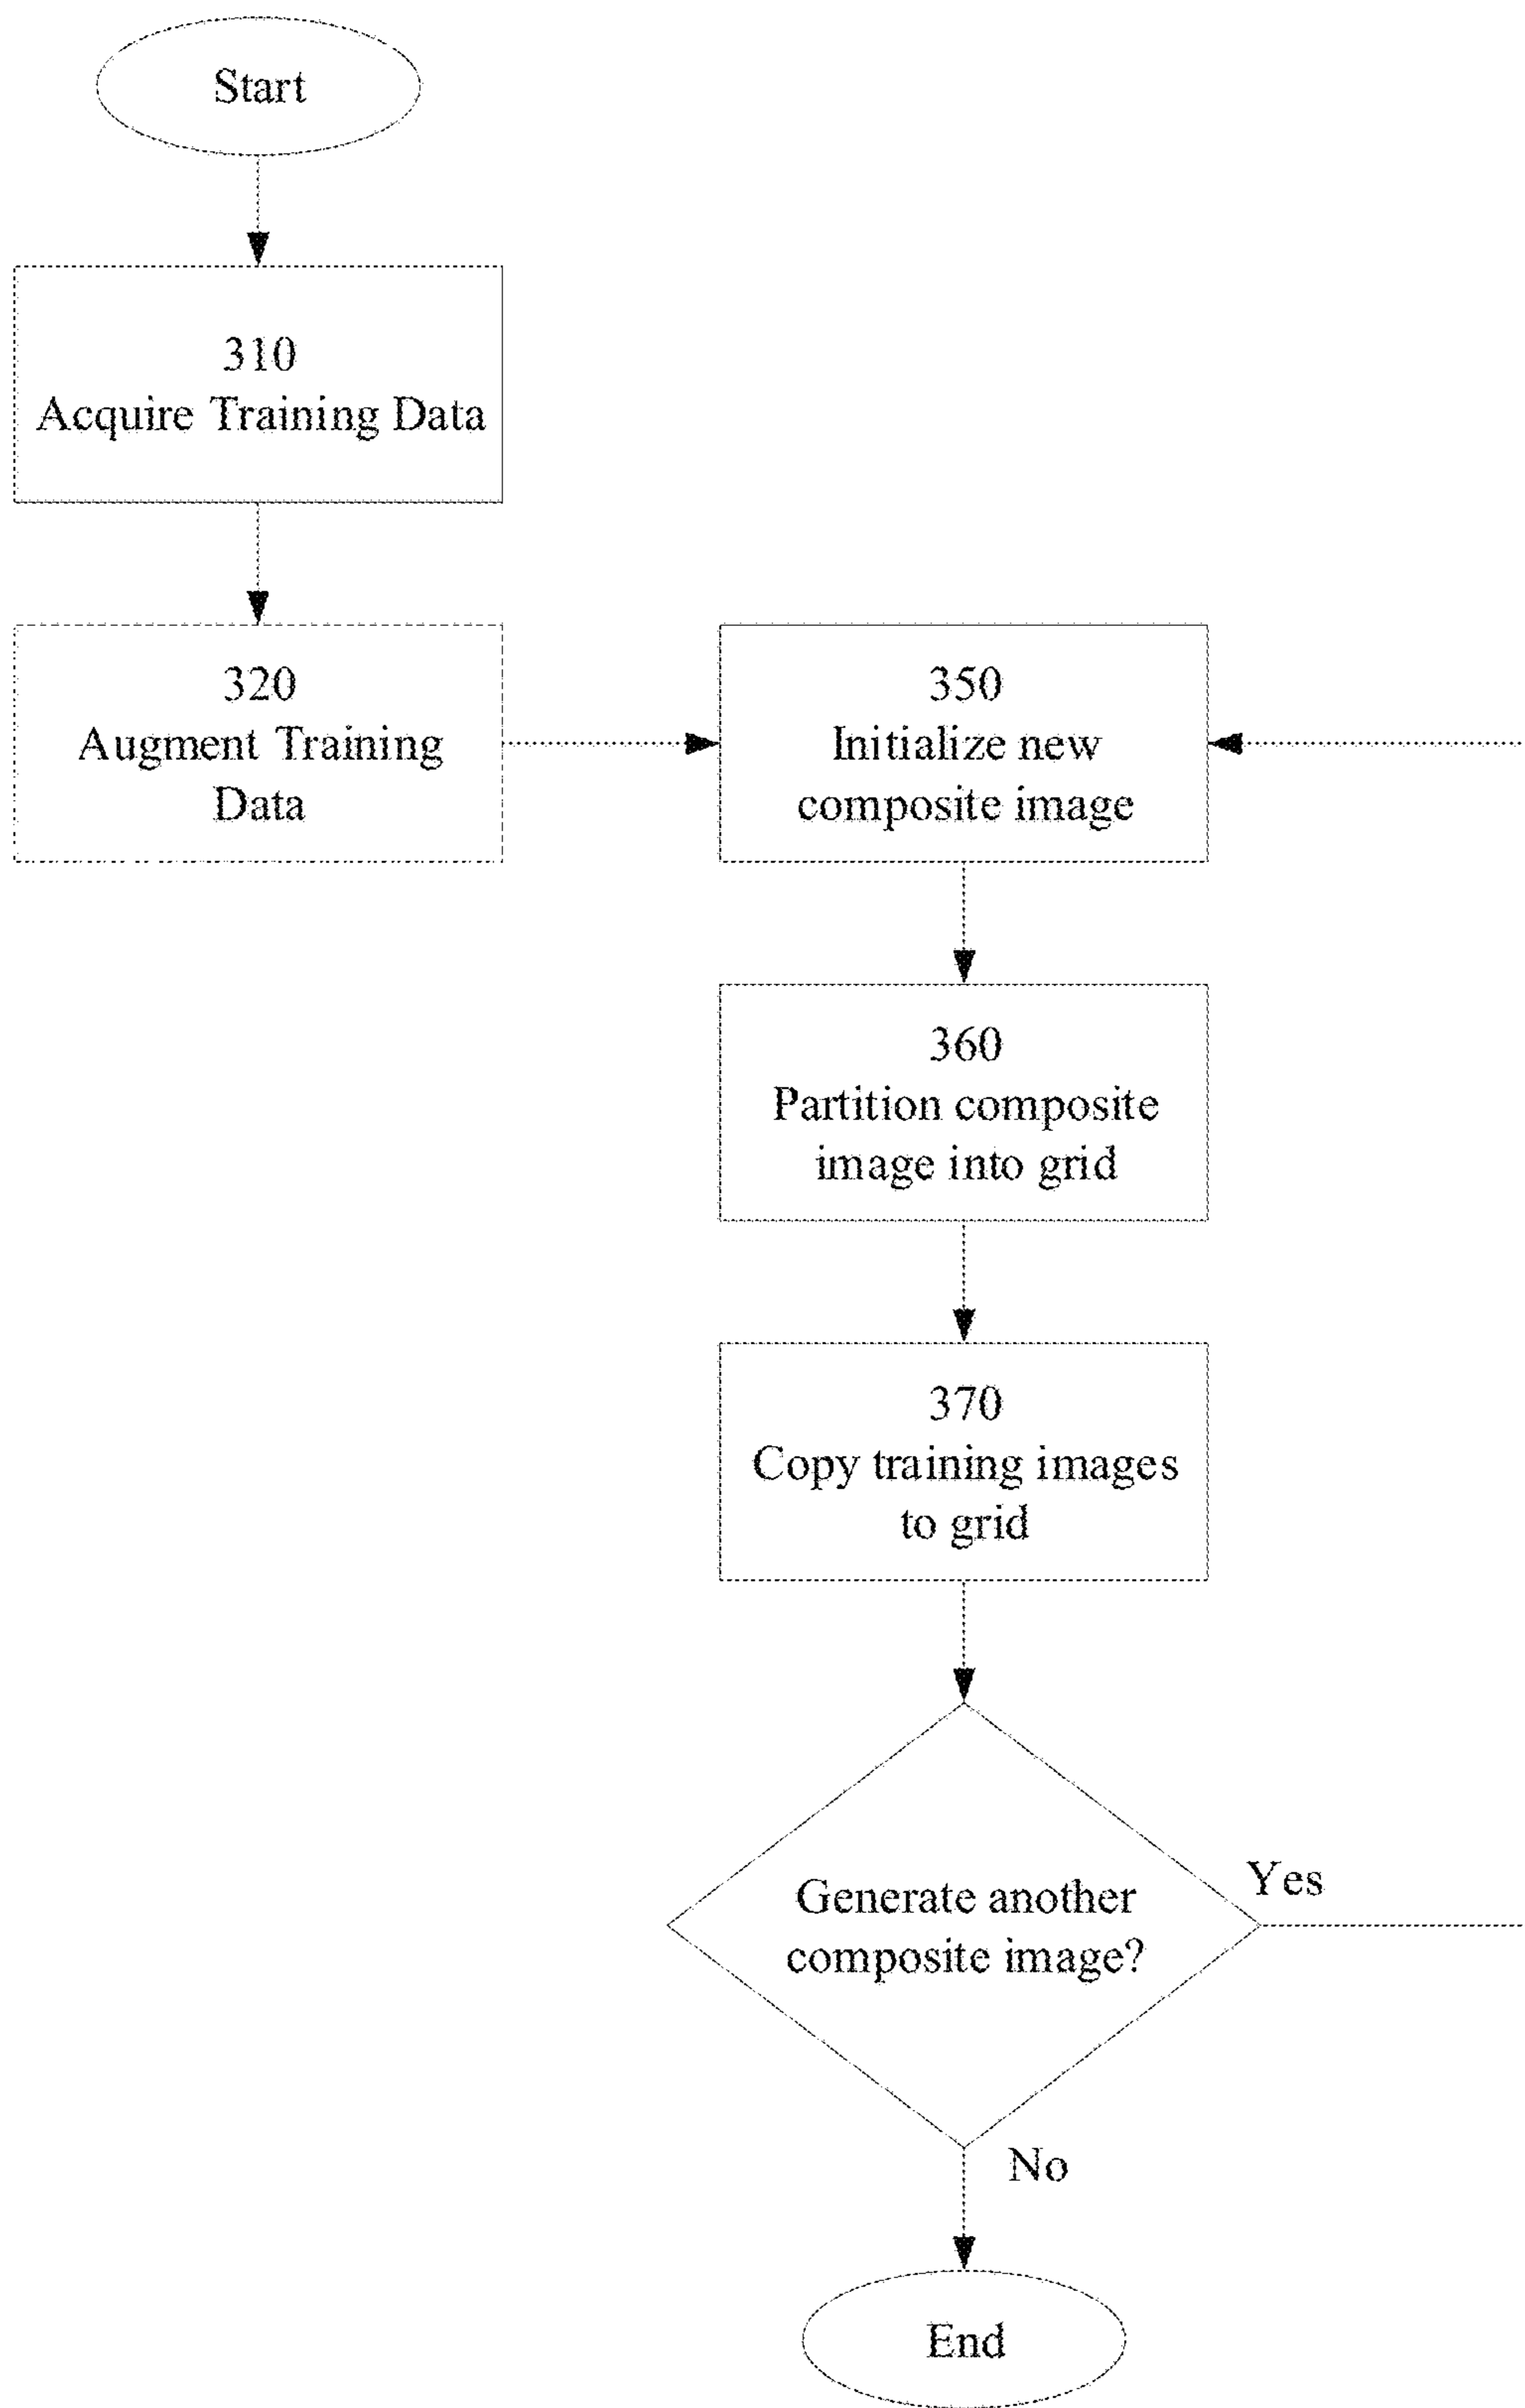 Start
310
Acquire Training Data
320
Augment Training
Data
350
Initialize new
composite image
360
Partition composite
image into grid
370
Copy training images
to grid
Generate another
composite image?
Yes
No
End